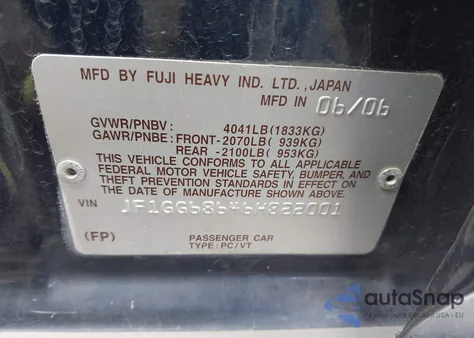 MFD BY FUJI HEAVY IND. LTD.,JAPAN
MFD IN 06/06
GVWR/PNBV : 4041LB(1833KG)
GAWR/PNBE : FRONT-2070LB( 939KG)
REAR -2100LB( 953KG)
THIS VEHICLE CONFORMS TO ALL APPLICABLE
FEDERAL MOTOR VEHICLE SAFETY, BUMPER, AND
THEFT PREVENTION STANDARDS IN EFFECT ON
THE DATE OF MANUFACTURE SHOWN ABOVE.
VIN
(FP) PASSENGER CAR
TYPE : PC/VT
autoSnap